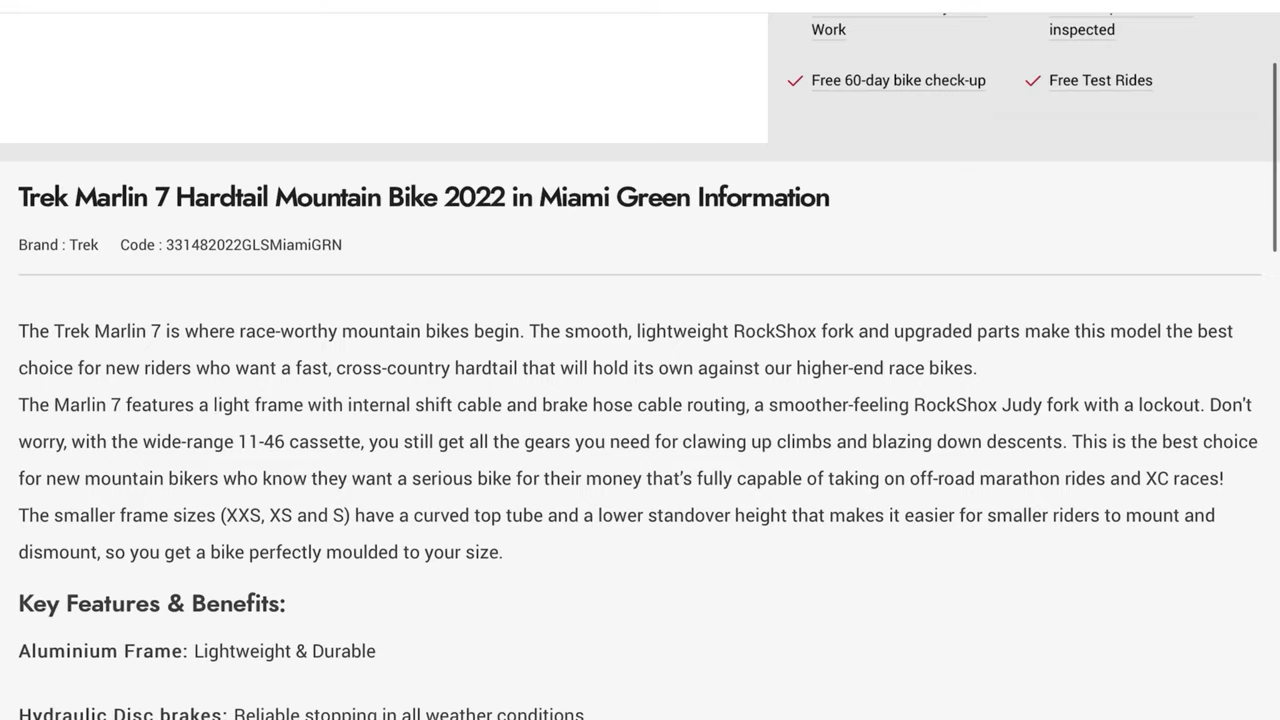 Work
inspected
Free 60-day bike check-up
Free Test Rides
Trek Marlin 7 Hardtail Mountain Bike 2022 in Miami Green Information
Brand : Trek Code : 331482022GLSMiamiGRN
The Trek Marlin 7 is where race-worthy mountain bikes begin. The smooth, lightweight RockShox fork and upgraded parts make this model the best
choice for new riders who want a fast, cross-country hardtail that will hold its own against our higher-end race bikes.
The Marlin 7 features a light frame with internal shift cable and brake hose cable routing, a smoother-feeling RockShox Judy fork with a lockout. Don't
worry, with the wide-range 11-46 cassette, you still get all the gears you need for clawing up climbs and blazing down descents. This is the best choice
for new mountain bikers who know they want a serious bike for their money that’s fully capable of taking on off-road marathon rides and XC races!
The smaller frame sizes (XXS, XS and S) have a curved top tube and a lower standover height that makes it easier for smaller riders to mount and
dismount, so you get a bike perfectly moulded to your size.
Key Features & Benefits:
Aluminium Frame: Lightweight & Durable
Hydraulic Disc brakes: Reliable stopping in all weather conditions